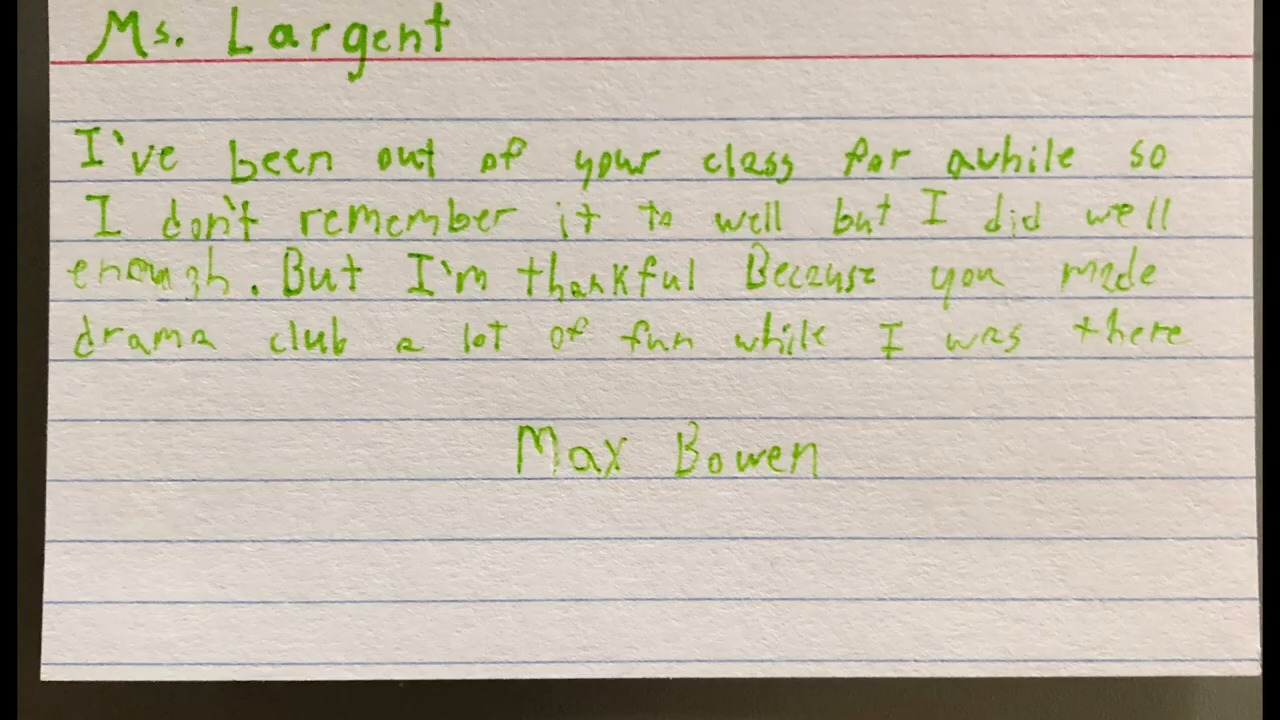 Ms. Largent
I've been out of your class for awhile so
I don't remember it to well but I did well
enough. But I'm thankful Because you made
drama club a lot of fun while I was there
Max Bowen